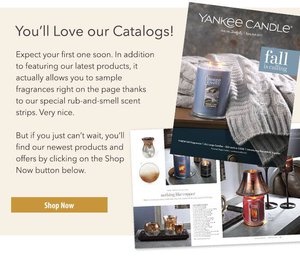 You'll Love our Catalogs!
Expect your first one soon. In addition
to featuring our latest products, it
actually allows you to sample
fragrances right on the page thanks
to our special rub-and-smell scent
strips. Very nice.
But if you just can't wait, you'll
find our newest products and
offers by clicking on the Shop
Now button below.
Shop Now
YANKEE CANDLE
fall
is calling
nothing like copper